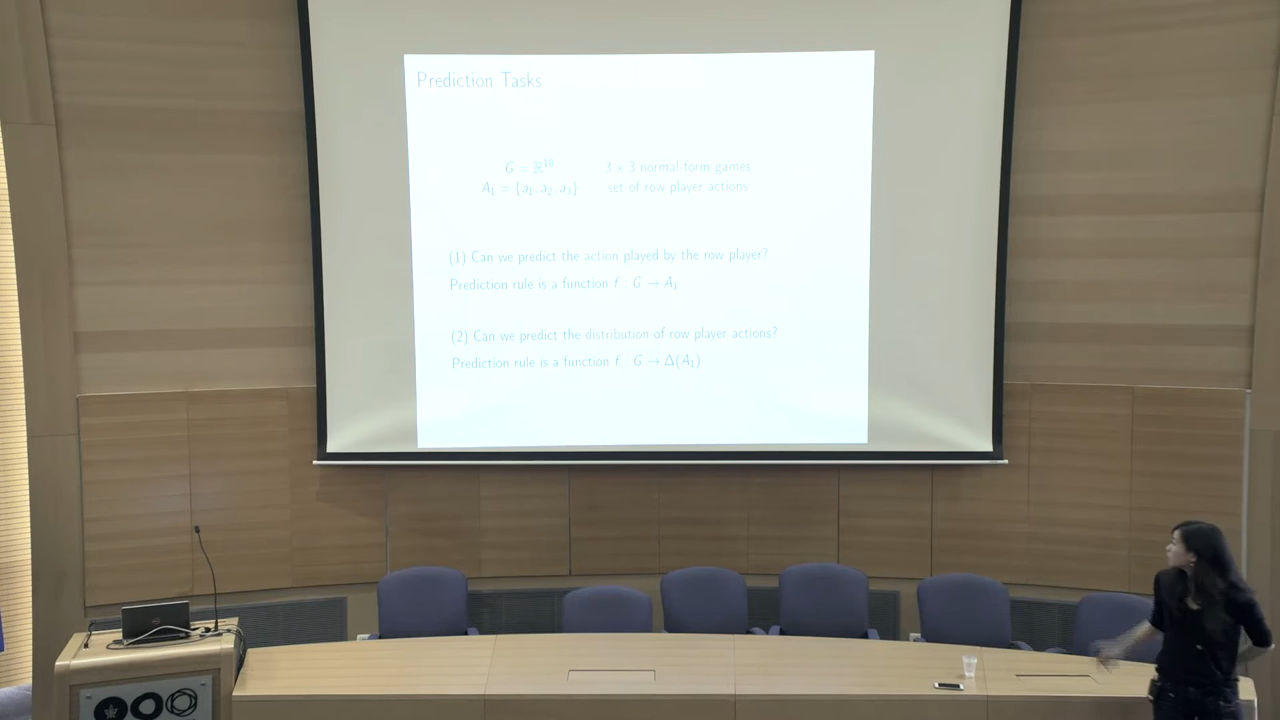 Prediction Tasks
G = ℝ¹⁸ 3 × 3 normal-form games
A₁ = {a₁, a₂, a₃} set of row player actions
(1) Can we predict the action played by the row player?
Prediction rule is a function f : G → A₁
(2) Can we predict the distribution of row player actions?
Prediction rule is a function f : G → Δ(A₁)